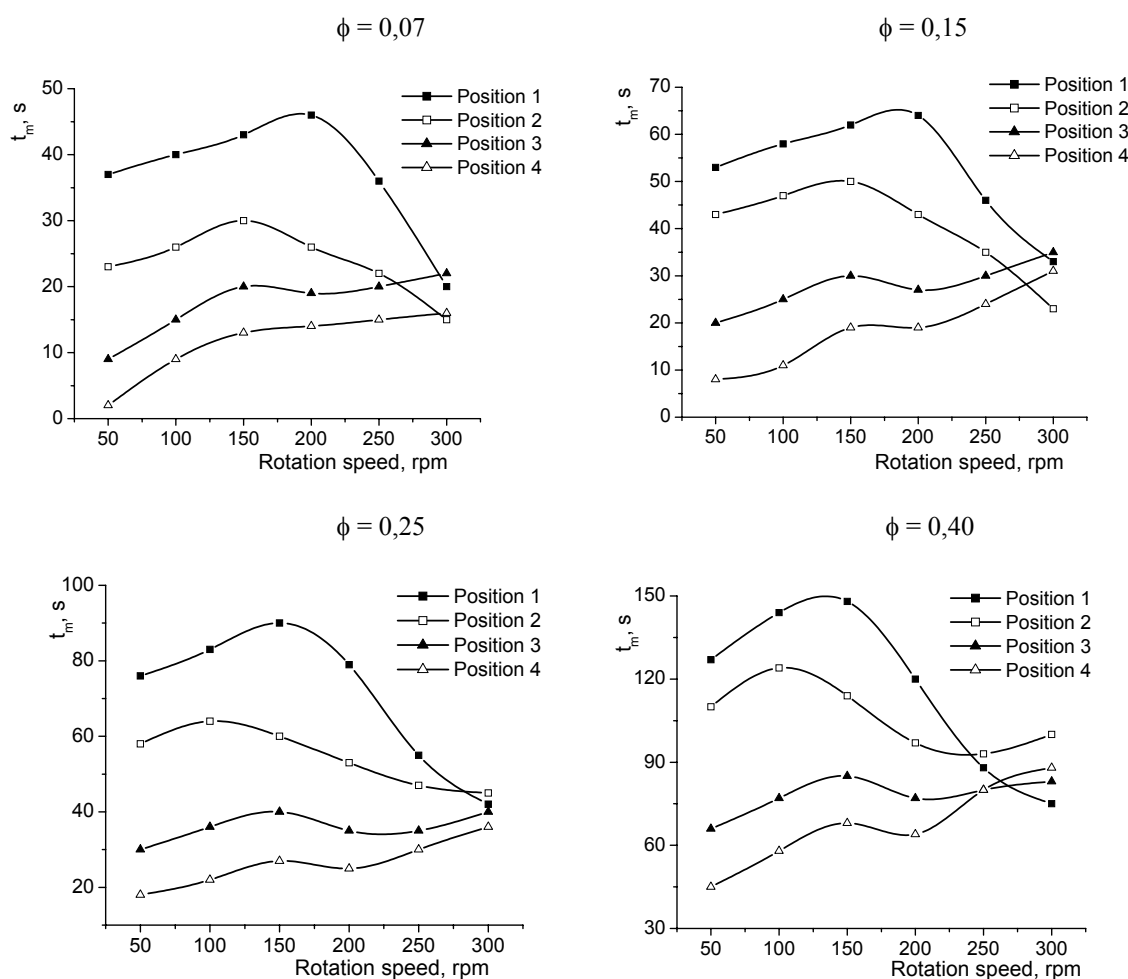 ϕ = 0,07
50
40
30
20
10
0
t_m, s
Position 1
Position 2
Position 3
Position 4
50 100 150 200 250 300
Rotation speed, rpm
ϕ = 0,15
70
60
50
40
30
20
10
0
t_m, s
Position 1
Position 2
Position 3
Position 4
50 100 150 200 250 300
Rotation speed, rpm
ϕ = 0,25
100
80
60
40
20
t_m, s
Position 1
Position 2
Position 3
Position 4
50 100 150 200 250 300
Rotation speed, rpm
ϕ = 0,40
150
120
90
60
30
t_m, s
Position 1
Position 2
Position 3
Position 4
50 100 150 200 250 300
Rotation speed, rpm